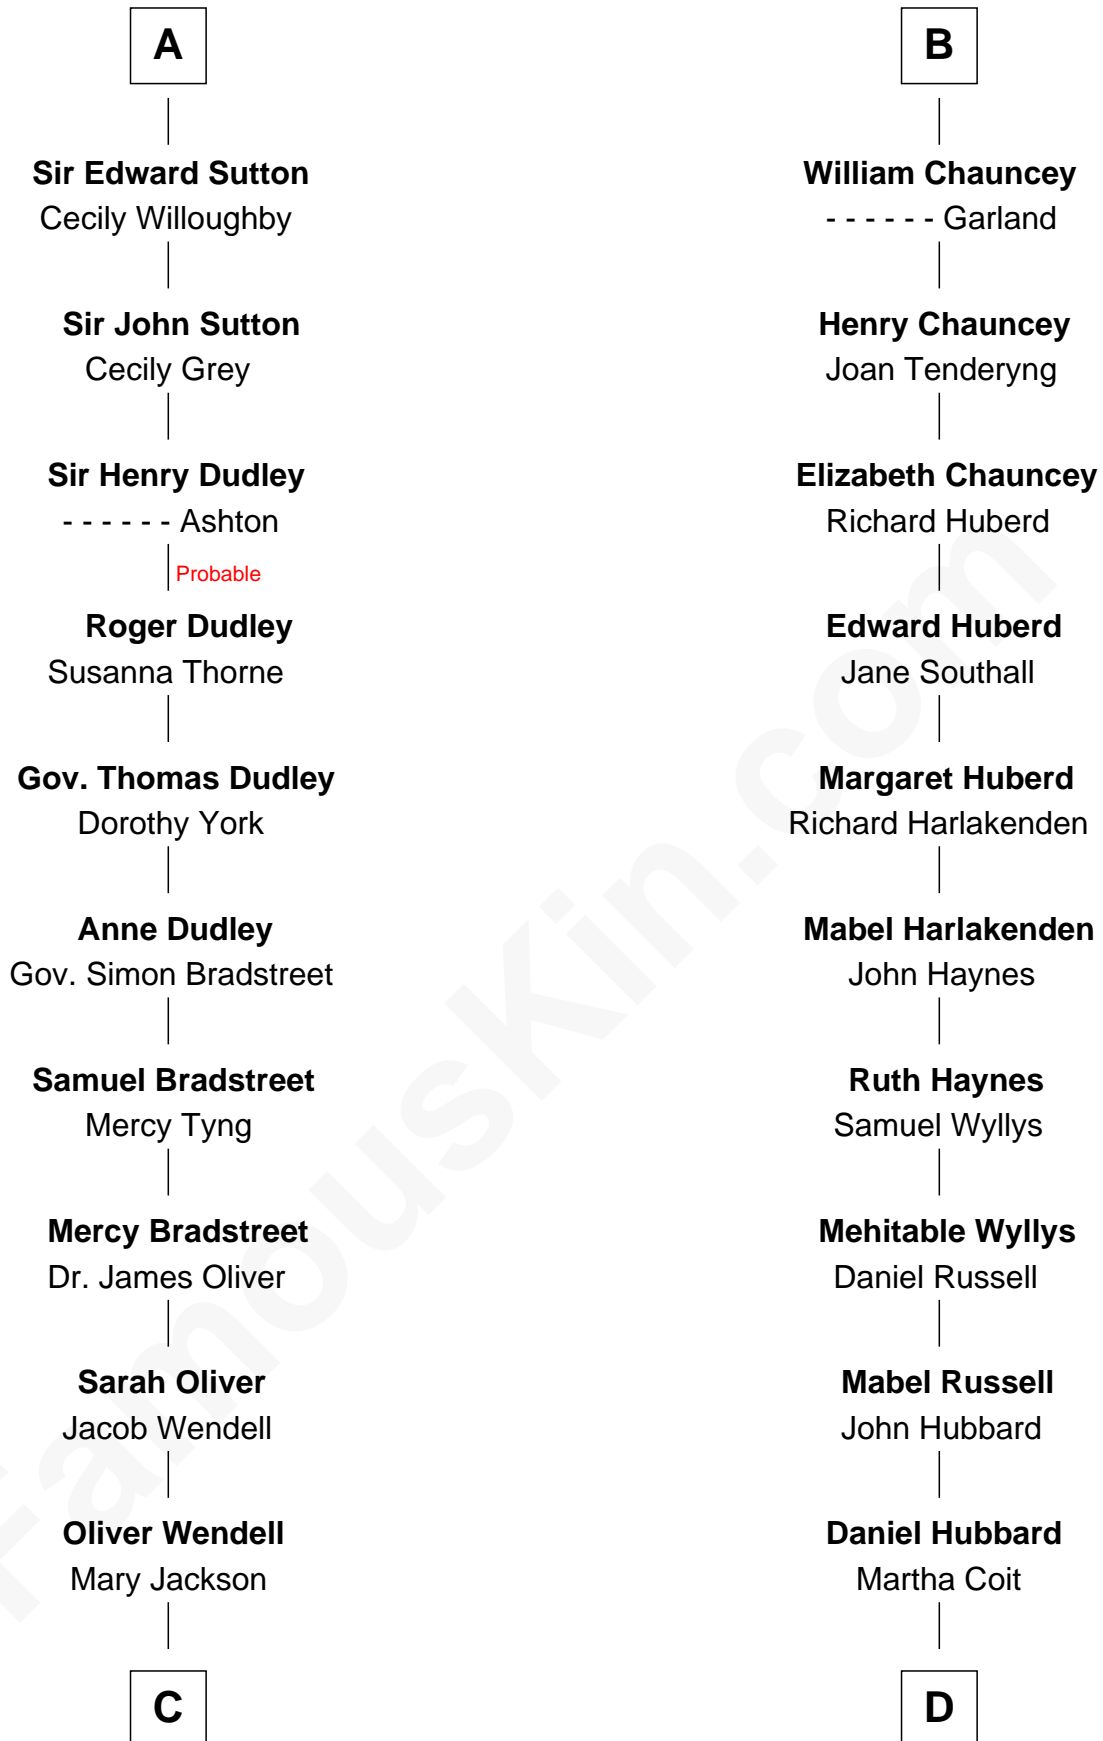 A
Sir Edward Sutton
Cecily Willoughby
Sir John Sutton
Cecily Grey
Sir Henry Dudley
- - - - - - Ashton
Probable
Roger Dudley
Susanna Thorne
Gov. Thomas Dudley
Dorothy York
Anne Dudley
Gov. Simon Bradstreet
Samuel Bradstreet
Mercy Tyng
Mercy Bradstreet
Dr. James Oliver
Sarah Oliver
Jacob Wendell
Oliver Wendell
Mary Jackson
C
B
William Chauncey
- - - - - - Garland
Henry Chauncey
Joan Tenderyng
Elizabeth Chauncey
Richard Huberd
Edward Huberd
Jane Southall
Margaret Huberd
Richard Harlakenden
Mabel Harlakenden
John Haynes
Ruth Haynes
Samuel Wyllys
Mehitable Wyllys
Daniel Russell
Mabel Russell
John Hubbard
Daniel Hubbard
Martha Coit
D
FamousKin.com